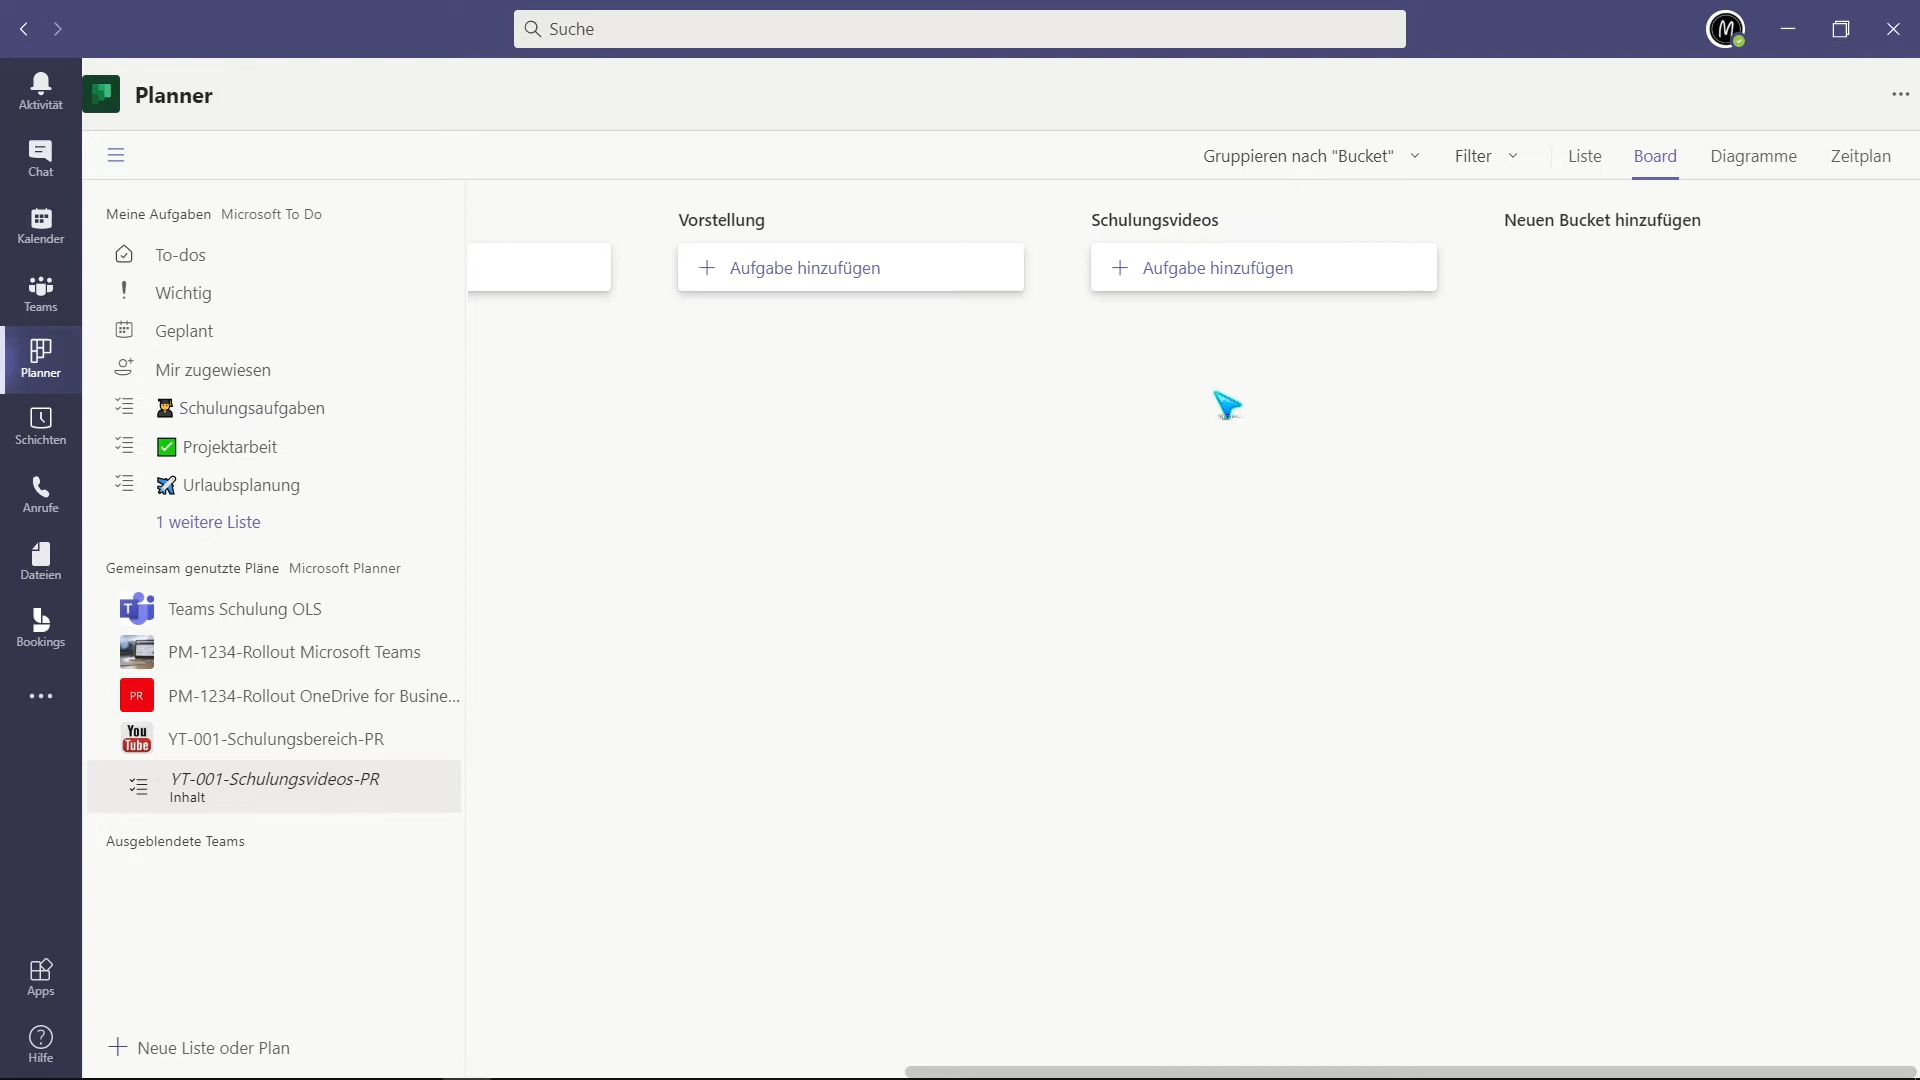 Suche
Aktivität
Chat
Kalender
Teams
Planner
Schichten
Anrufe
Dateien
Bookings
Apps
Hilfe
Planner
Gruppieren nach "Bucket"
Filter
Liste
Board
Diagramme
Zeitplan
Meine Aufgaben Microsoft To Do
To-dos
Wichtig
Geplant
Mir zugewiesen
Schulungsaufgaben
Projektarbeit
Urlaubsplanung
1 weitere Liste
Gemeinsam genutzte Pläne Microsoft Planner
Teams Schulung OLS
PM-1234-Rollout Microsoft Teams
PR PM-1234-Rollout OneDrive for Busine...
You
Tube
YT-001-Schulungsbereich-PR
YT-001-Schulungsvideos-PR
Inhalt
Ausgeblendete Teams
Neue Liste oder Plan
Vorstellung
Aufgabe hinzufügen
Schulungsvideos
Aufgabe hinzufügen
Neuen Bucket hinzufügen